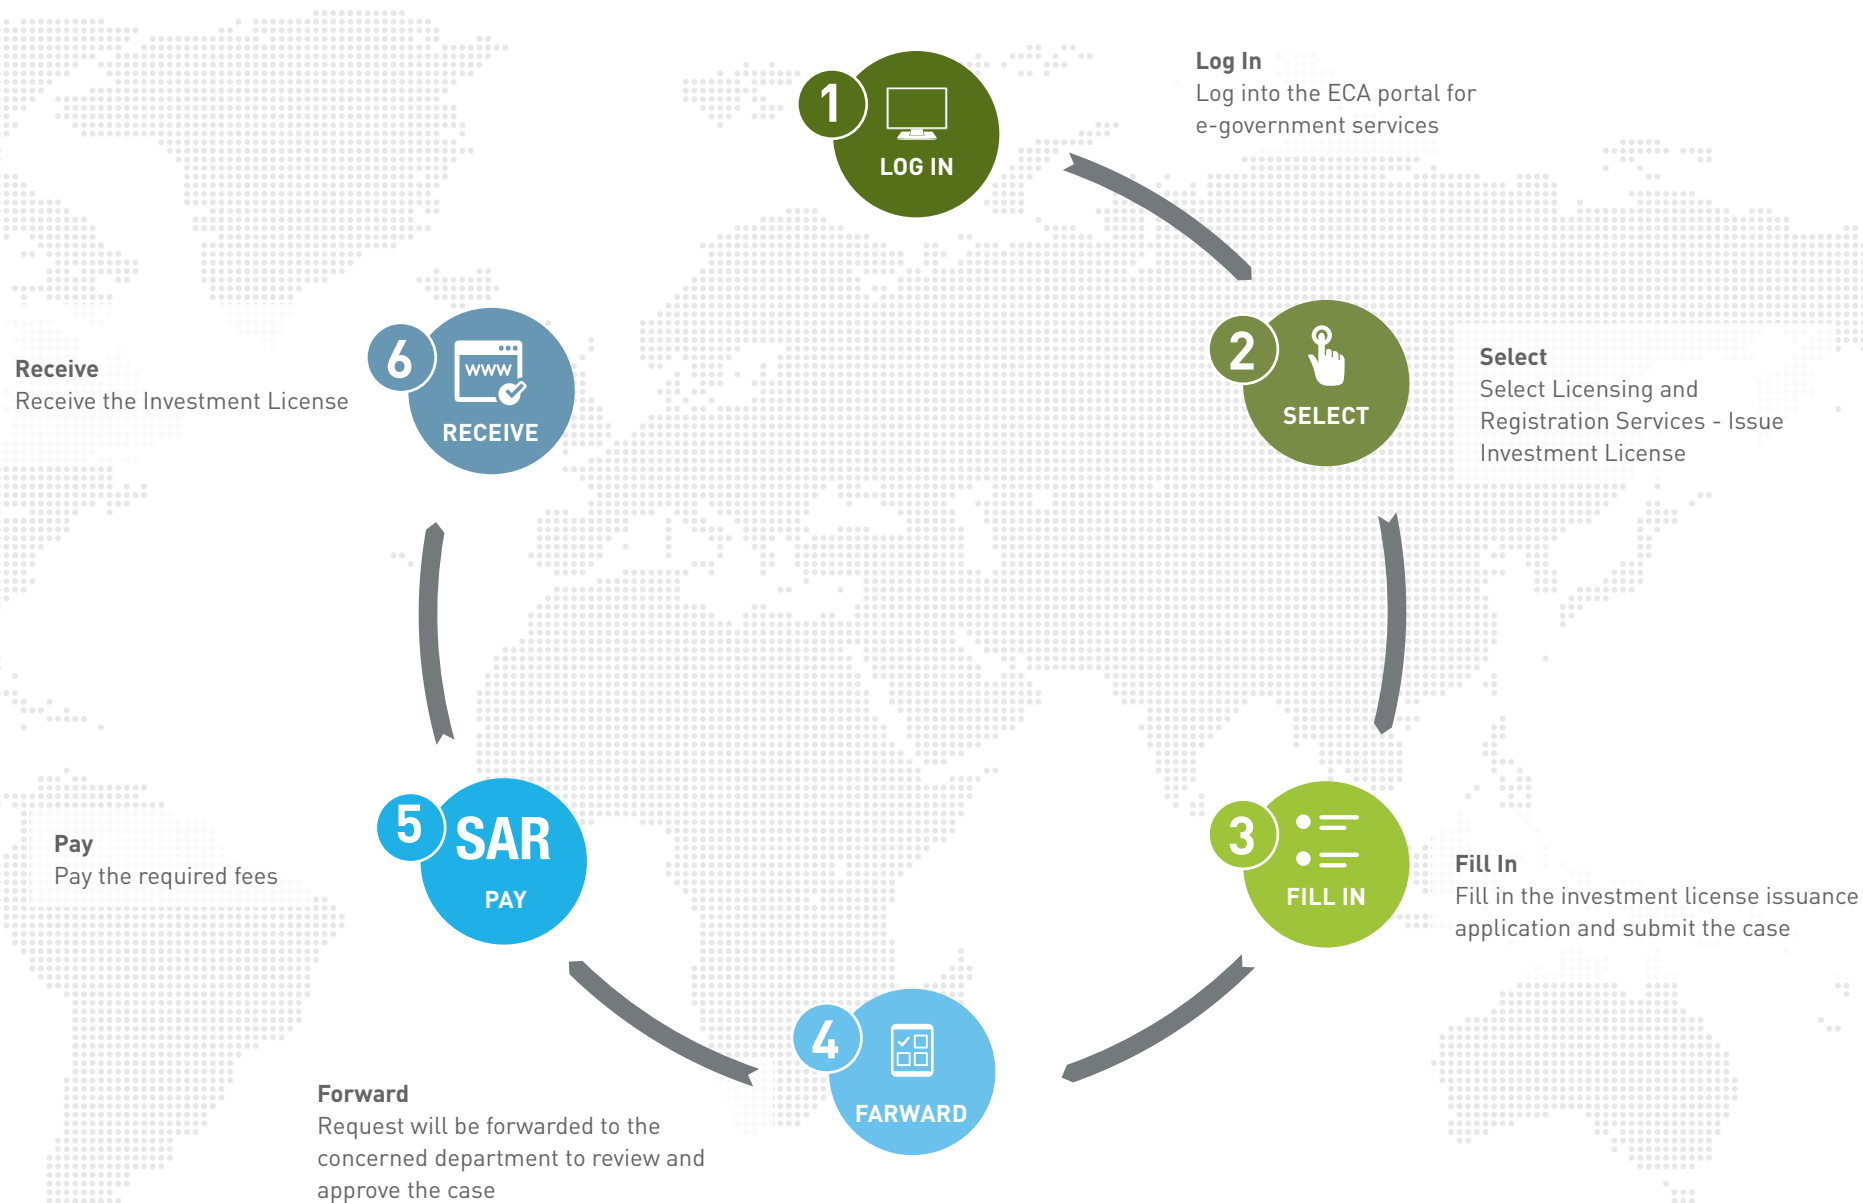 1
LOG IN
Log In
Log into the ECA portal for
e-government services
2
SELECT
Select
Select Licensing and
Registration Services - Issue
Investment License
3
FILL IN
Fill In
Fill in the investment license issuance
application and submit the case
4
FARWARD
Forward
Request will be forwarded to the
concerned department to review and
approve the case
5
SAR
PAY
Pay
Pay the required fees
6
WWW
RECEIVE
Receive
Receive the Investment License